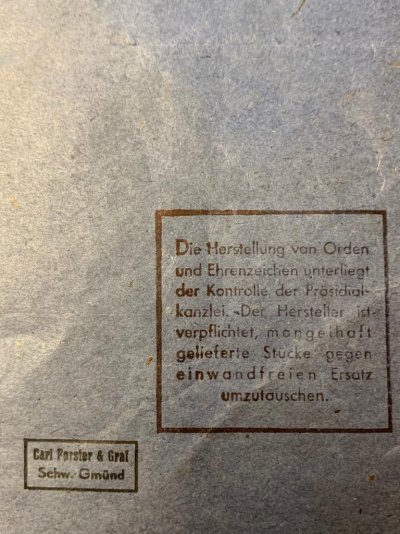 Die Herstellung von Orden
und Ehrenzeichen unterliegt
der Kontrolle der Präsidial-
kanzlei. Der Hersteller ist
verpflichtet, mangelhaft
gelieferte Stücke gegen
einwandfreien Ersatz
umzutauschen.
Carl Forster & Graf
Schw. Gmünd